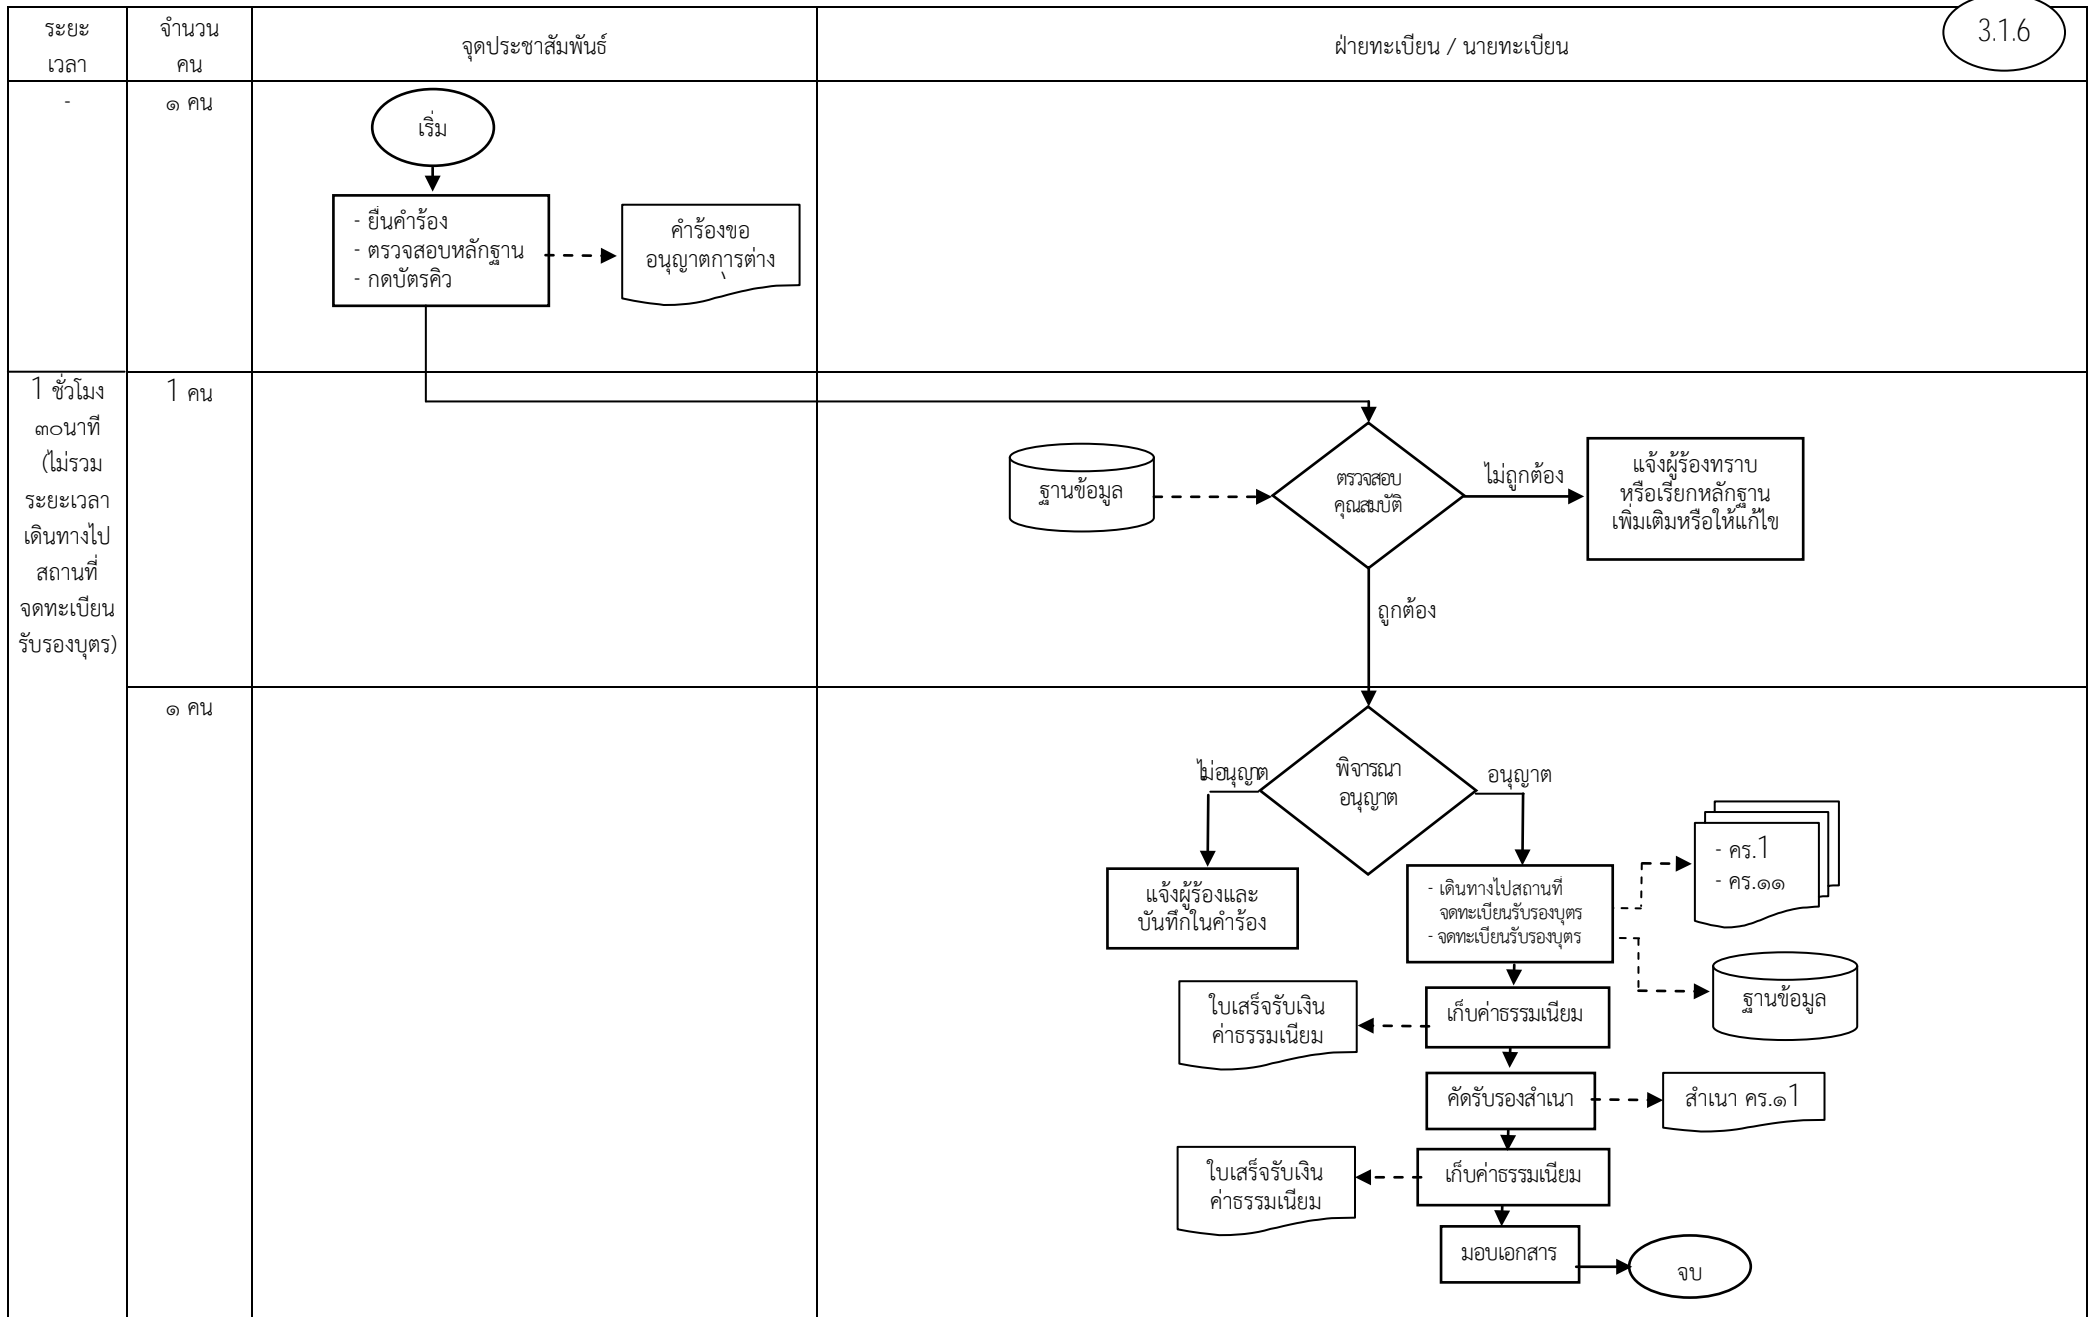 ระยะ
เวลา
จำนวน
คน
จุดประชาสัมพันธ์
ฝ่ายทะเบียน / นายทะเบียน
3.1.6
-
๑ คน
เริ่ม
- ยื่นคำร้อง
- ตรวจสอบหลักฐาน
- กดบัตรคิว
คำร้องขอ
อนุญาตการต่าง
1 ชั่วโมง
๓๐นาที
(ไม่รวม
ระยะเวลา
เดินทางไป
สถานที่
จดทะเบียน
รับรองบุตร)
1 คน
ฐานข้อมูล
ตรวจสอบ
คุณสมบัติ
ไม่ถูกต้อง
แจ้งผู้ร้องทราบ
หรือเรียกหลักฐาน
เพิ่มเติมหรือให้แก้ไข
ถูกต้อง
๑ คน
ไม่อนุญาต
พิจารณา
อนุญาต
อนุญาต
แจ้งผู้ร้องและ
บันทึกในคำร้อง
- เดินทางไปสถานที่
จดทะเบียนรับรองบุตร
- จดทะเบียนรับรองบุตร
- คร.1
- คร.๑๑
ฐานข้อมูล
ใบเสร็จรับเงิน
ค่าธรรมเนียม
เก็บค่าธรรมเนียม
คัดรับรองสำเนา
สำเนา คร.๑1
ใบเสร็จรับเงิน
ค่าธรรมเนียม
เก็บค่าธรรมเนียม
มอบเอกสาร
จบ